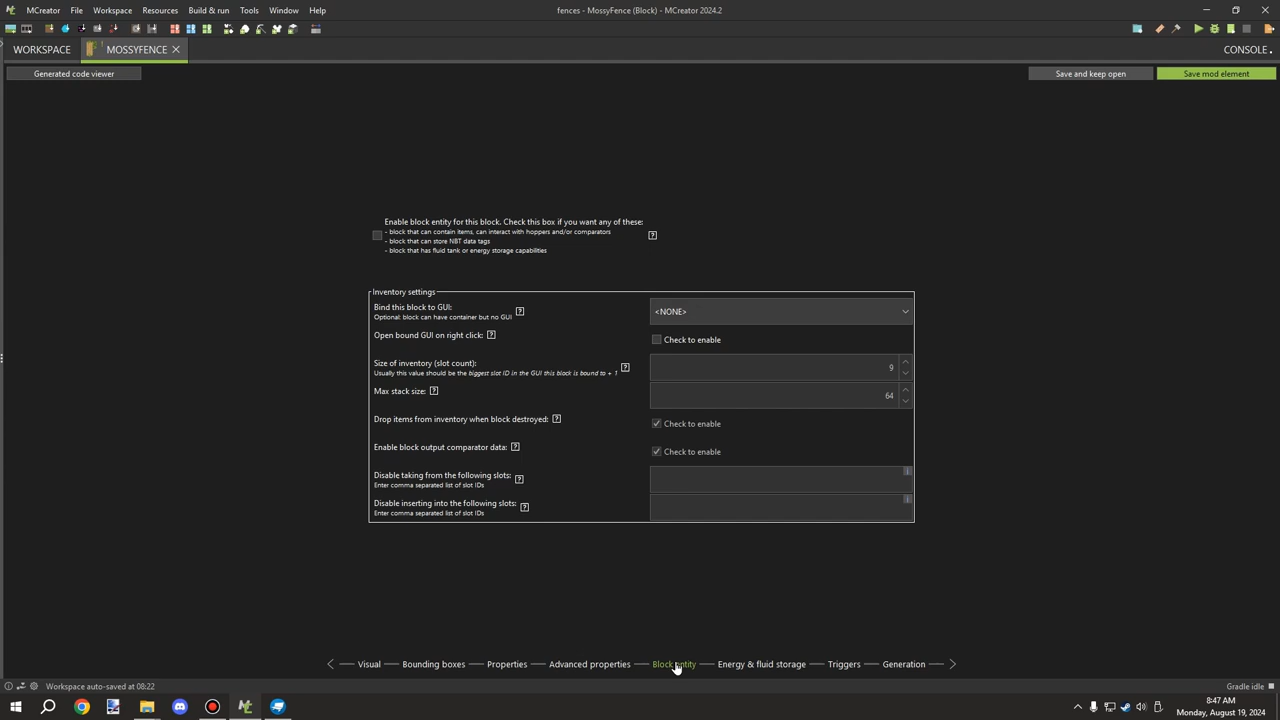 MCreator File Workspace Resources Build & run Tools Window Help fences - MossyFence (Block) - MCreator 2024.2
WORKSPACE MOSSYFENCE CONSOLE
Generated code viewer Save and keep open Save mod element
Enable block entity for this block. Check this box if you want any of these:
- block that can contain items, can interact with hoppers and/or comparators
- block that can store NBT data tags
- block that has fluid tank or energy storage capabilities
?
Inventory settings
Bind this block to GUI: ? <NONE>
Optional: block can have container but no GUI
Open bound GUI on right click: ? Check to enable
Size of inventory (slot count): ? 9
Usually this value should be the biggest slot ID in the GUI this block is bound to + 1
Max stack size: ? 64
Drop items from inventory when block destroyed: ? Check to enable
Enable block output comparator data: ? Check to enable
Disable taking from the following slots: ?
Enter comma separated list of slot IDs
Disable inserting into the following slots: ?
Enter comma separated list of slot IDs
Visual Bounding boxes Properties Advanced properties Block entity Energy & fluid storage Triggers Generation
Workspace auto-saved at 08:22 Gradle idle
8:47 AM
Monday, August 19, 2024